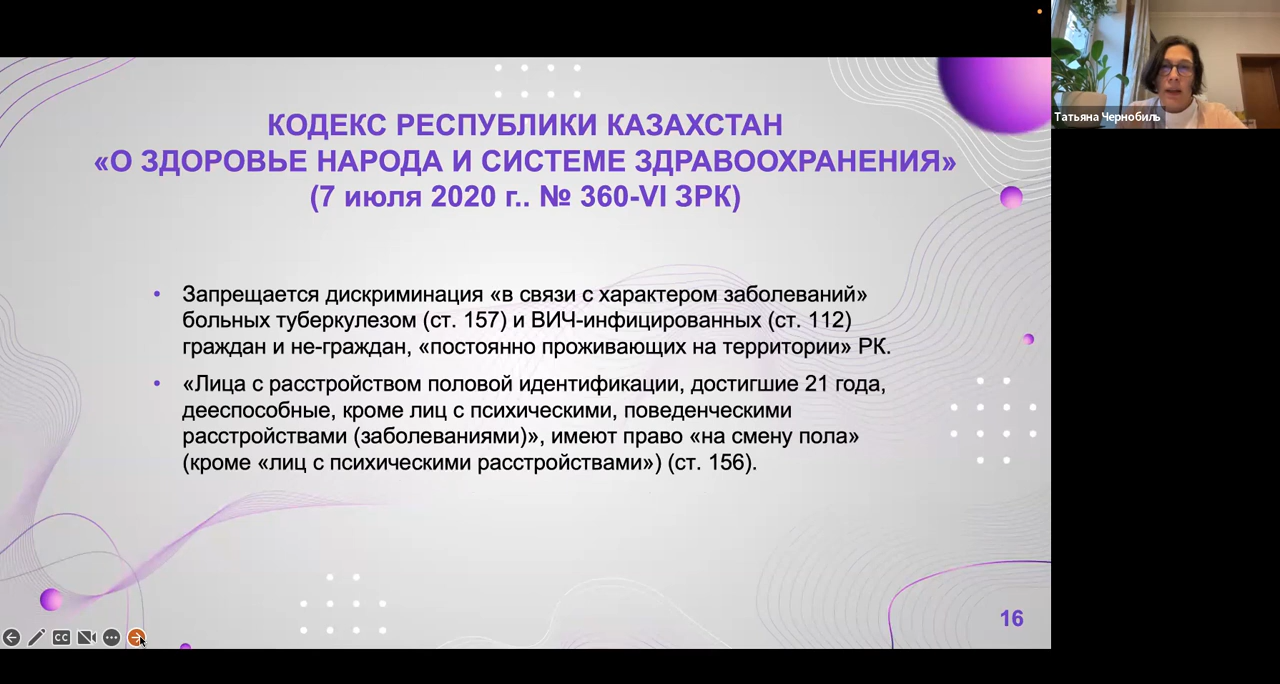 Татьяна Чернобиль
КОДЕКС РЕСПУБЛИКИ КАЗАХСТАН
«О ЗДОРОВЬЕ НАРОДА И СИСТЕМЕ ЗДРАВООХРАНЕНИЯ»
(7 июля 2020 г.. № 360-VI ЗРК)
• Запрещается дискриминация «в связи с характером заболеваний»
больных туберкулезом (ст. 157) и ВИЧ-инфицированных (ст. 112)
граждан и не-граждан, «постоянно проживающих на территории» РК.
• «Лица с расстройством половой идентификации, достигшие 21 года,
дееспособные, кроме лиц с психическими, поведенческими
расстройствами (заболеваниями)», имеют право «на смену пола»
(кроме «лиц с психическими расстройствами») (ст. 156).
16
CC